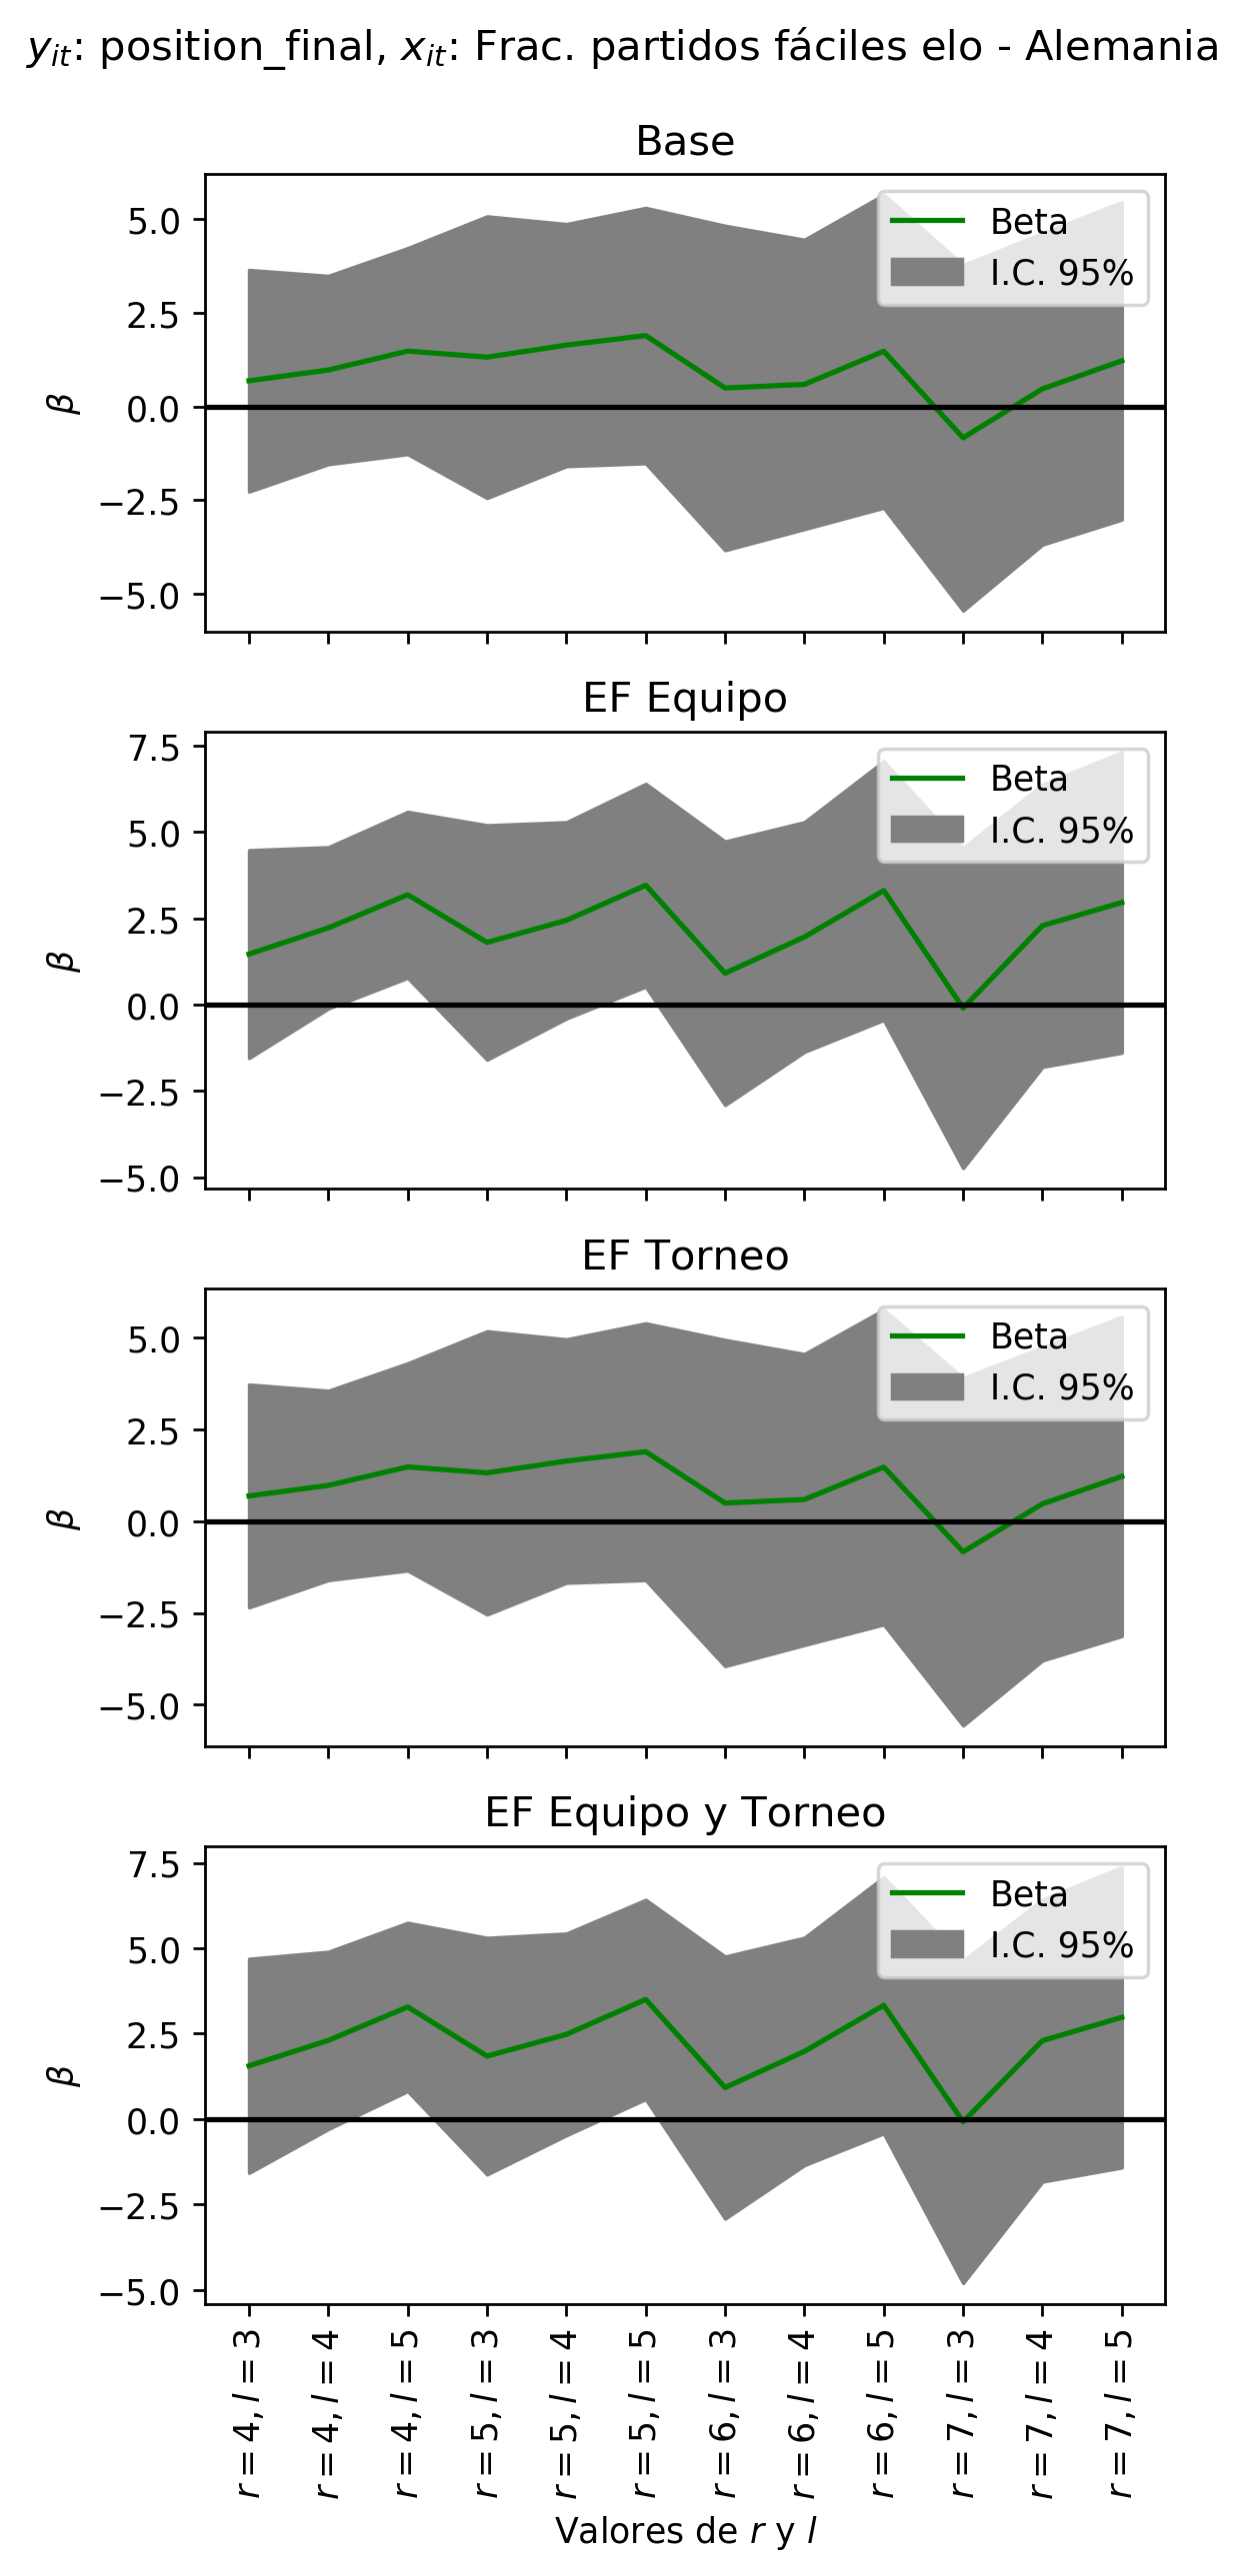 y_it: position_final, x_it: Frac. partidos fáciles elo - Alemania
Base
5.0
2.5
0.0
−2.5
−5.0
β
Beta
I.C. 95%
EF Equipo
7.5
5.0
2.5
0.0
−2.5
−5.0
β
Beta
I.C. 95%
EF Torneo
5.0
2.5
0.0
−2.5
−5.0
β
Beta
I.C. 95%
EF Equipo y Torneo
7.5
5.0
2.5
0.0
−2.5
−5.0
β
Beta
I.C. 95%
r = 4, l = 3
r = 4, l = 4
r = 4, l = 5
r = 5, l = 3
r = 5, l = 4
r = 5, l = 5
r = 6, l = 3
r = 6, l = 4
r = 6, l = 5
r = 7, l = 3
r = 7, l = 4
r = 7, l = 5
Valores de r y l